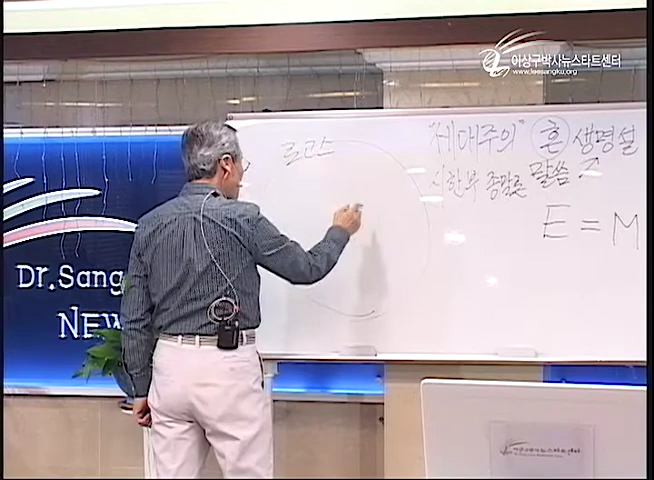 이상구박사뉴스타트센터
www.leesangku.org
로고스
"세대주의" 혼 생명설
시한부 종말론 말씀
E = M
Dr.Sang
NEW